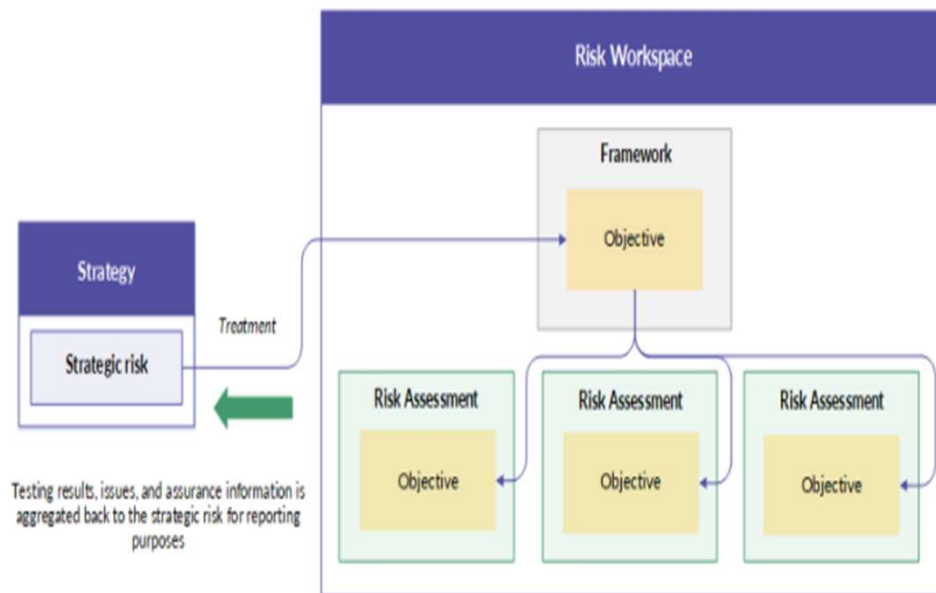 Risk Workspace
Framework
Objective
Strategy
Strategic risk
Treatment
Risk Assessment
Objective
Risk Assessment
Objective
Risk Assessment
Objective
Testing results, issues, and assurance information is
aggregated back to the strategic risk for reporting
purposes